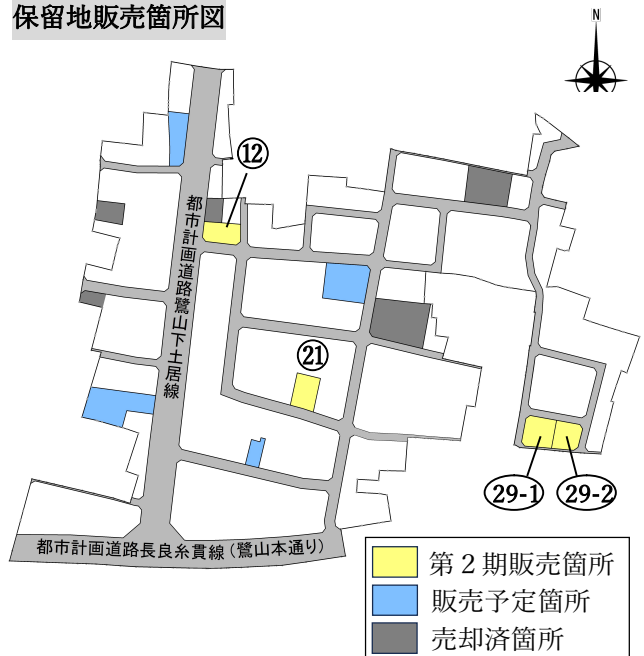 保留地販売箇所図
N
⑫
都市計画道路鷺山下土居線
㉑
29-1
29-2
都市計画道路長良糸貫線（鷺山本通り）
第２期販売箇所
販売予定箇所
売却済箇所